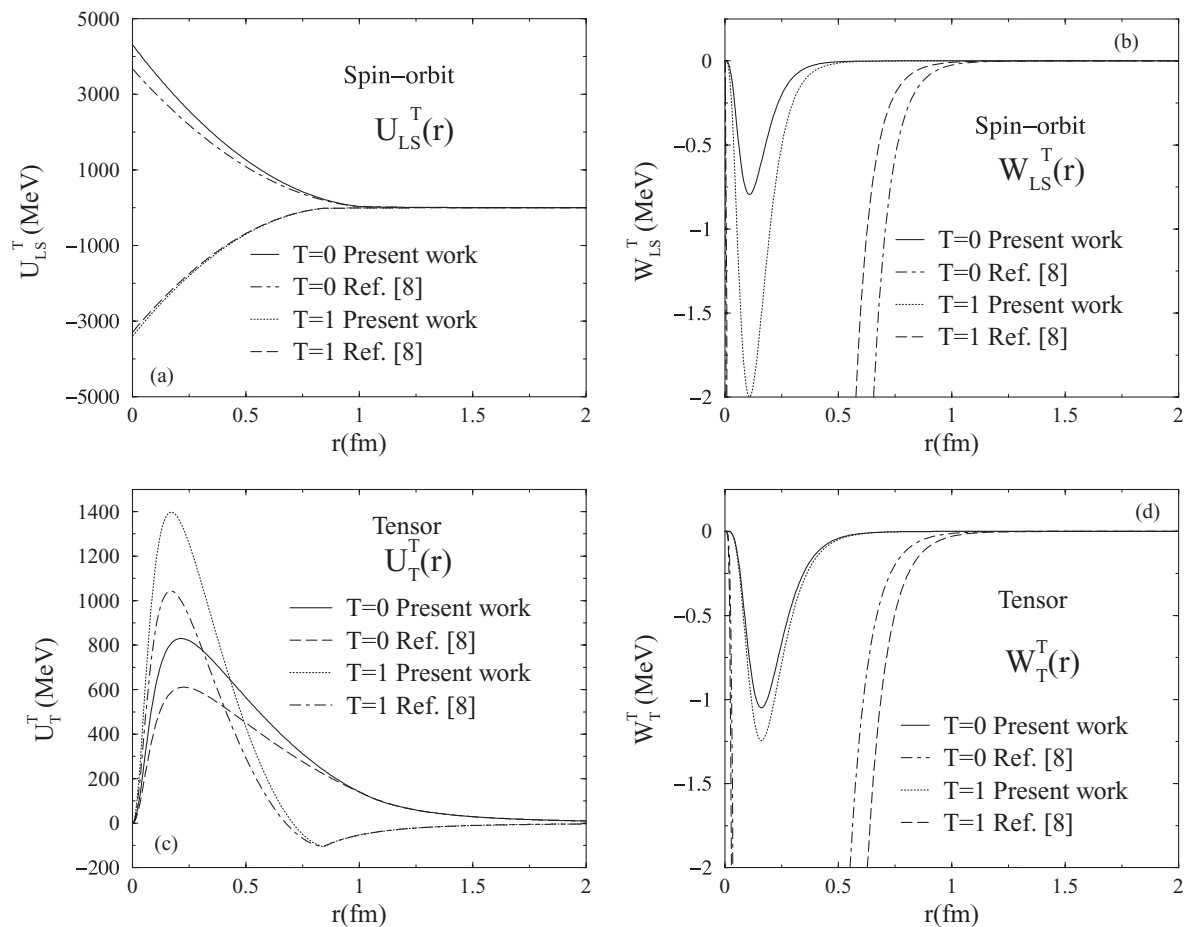 5000
3000
1000
−1000
−3000
−5000
U_LS^T (MeV)
Spin−orbit
U_LS^T(r)
T=0 Present work
T=0 Ref. [8]
T=1 Present work
T=1 Ref. [8]
(a)
0 0.5 1 1.5 2
r(fm)
(b)
0
−0.5
−1
−1.5
−2
W_LS^T (MeV)
Spin−orbit
W_LS^T(r)
T=0 Present work
T=0 Ref. [8]
T=1 Present work
T=1 Ref. [8]
0 0.5 1 1.5 2
r(fm)
1400
1200
1000
800
600
400
200
0
−200
U_T^T (MeV)
Tensor
U_T^T(r)
T=0 Present work
T=0 Ref. [8]
T=1 Present work
T=1 Ref. [8]
(c)
0 0.5 1 1.5 2
r(fm)
(d)
0
−0.5
−1
−1.5
−2
W_T^T (MeV)
Tensor
W_T^T(r)
T=0 Present work
T=0 Ref. [8]
T=1 Present work
T=1 Ref. [8]
0 0.5 1 1.5 2
r(fm)